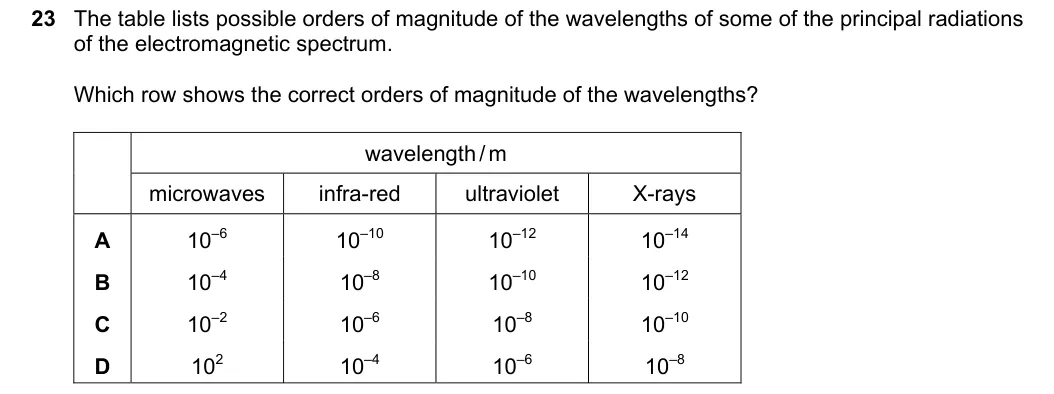 23 The table lists possible orders of magnitude of the wavelengths of some of the principal radiations
of the electromagnetic spectrum.
Which row shows the correct orders of magnitude of the wavelengths?
wavelength / m
microwaves infra-red ultraviolet X-rays
A 10⁻⁶ 10⁻¹⁰ 10⁻¹² 10⁻¹⁴
B 10⁻⁴ 10⁻⁸ 10⁻¹⁰ 10⁻¹²
C 10⁻² 10⁻⁶ 10⁻⁸ 10⁻¹⁰
D 10² 10⁻⁴ 10⁻⁶ 10⁻⁸